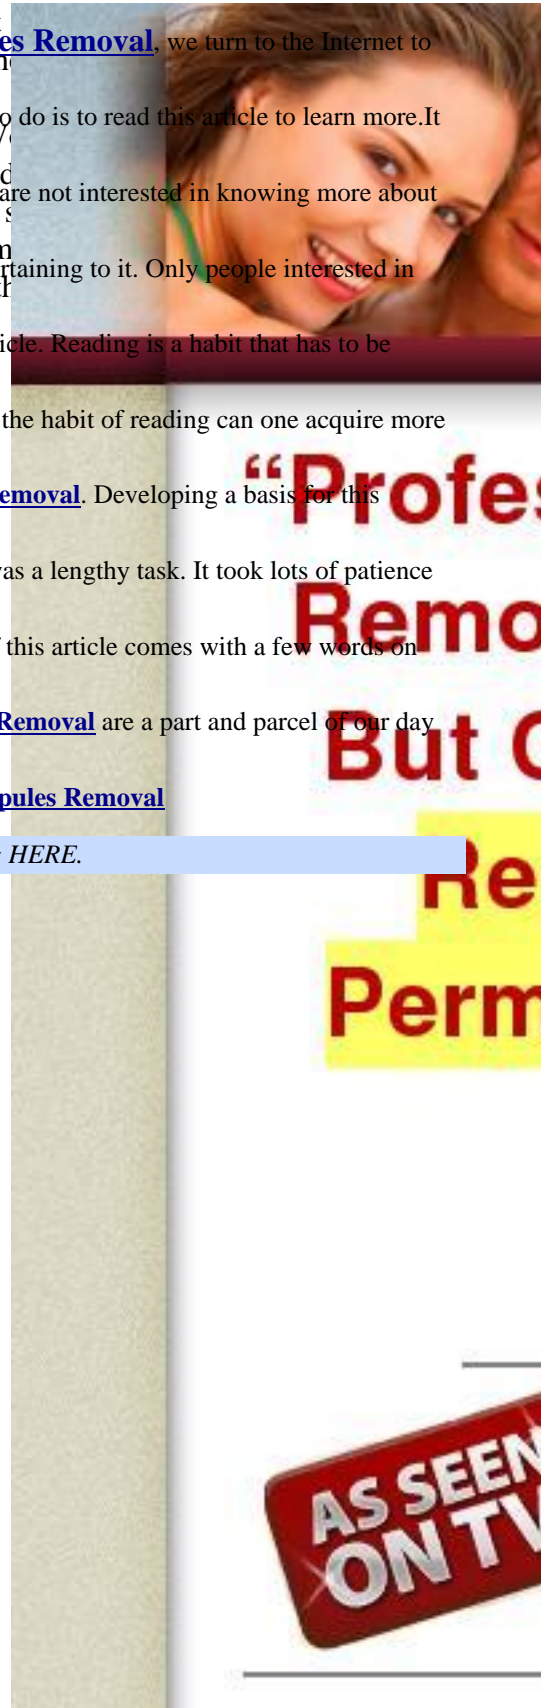 es Removal, we turn to the Internet to
o do is to read this article to learn more.It
are not interested in knowing more about
rtaining to it. Only people interested in
icle. Reading is a habit that has to be
the habit of reading can one acquire more
emoval. Developing a basis for this
as a lengthy task. It took lots of patience
this article comes with a few words on
Removal are a part and parcel of our day
pules Removal
HERE.
“Profes
Remo
But
Re
Perm
AS SEEN
ON TV